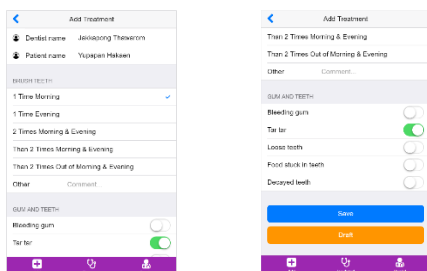 Add Treatment
Dentist name Jakkapong Thaworom
Patient name Yupapan Hakaen
BRUSH TEETH
1 Time Morning
1 Time Evening
2 Times Morning & Evening
Than 2 Times Morning & Evening
Than 2 Times Out of Morning & Evening
Other Comment...
GUM AND TEETH
Bleeding gum
Tar tar
Add Treatment
Than 2 Times Morning & Evening
Than 2 Times Out of Morning & Evening
Other Comment...
GUM AND TEETH
Bleeding gum
Tar tar
Loose teeth
Food stuck in teeth
Decayed teeth
Save
Draft